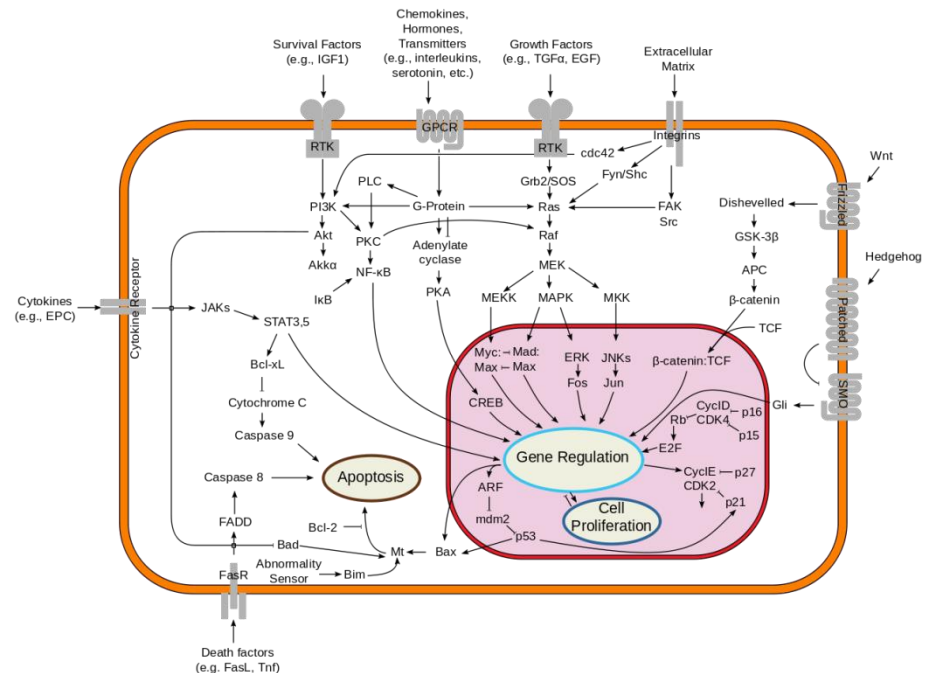 Chemokines,
Hormones,
Transmitters
(e.g., interleukins,
serotonin, etc.)
Survival Factors
(e.g., IGF1)
Growth Factors
(e.g., TGFα, EGF)
Extracellular
Matrix
RTK
GPCR
RTK
Integrins
cdc42
Wnt
PLC
Grb2/SOS
Fyn/Shc
Frizzled
PI3K
G-Protein
Ras
FAK
Src
Dishevelled
Akt
PKC
Adenylate
cyclase
Raf
GSK-3β
Akkα
NF-κB
MEK
APC
Hedgehog
IκB
PKA
MEKK
MAPK
MKK
β-catenin
Cytokines
(e.g., EPC)
Cytokine Receptor
JAKs
STAT3,5
TCF
Patched
Bcl-xL
Myc:
Mad:
Max
Max
ERK
JNKs
β-catenin:TCF
Fos
Jun
Cytochrome C
CREB
CyclD
p16
Rb
CDK4
p15
Gli
SMO
Caspase 9
E2F
Gene Regulation
Caspase 8
Apoptosis
ARF
CyclE
p27
CDK2
p21
Cell
Proliferation
FADD
Bcl-2
mdm2
p53
Bad
Mt
Bax
FasR
Abnormality
Sensor
Bim
Death factors
(e.g. FasL, Tnf)